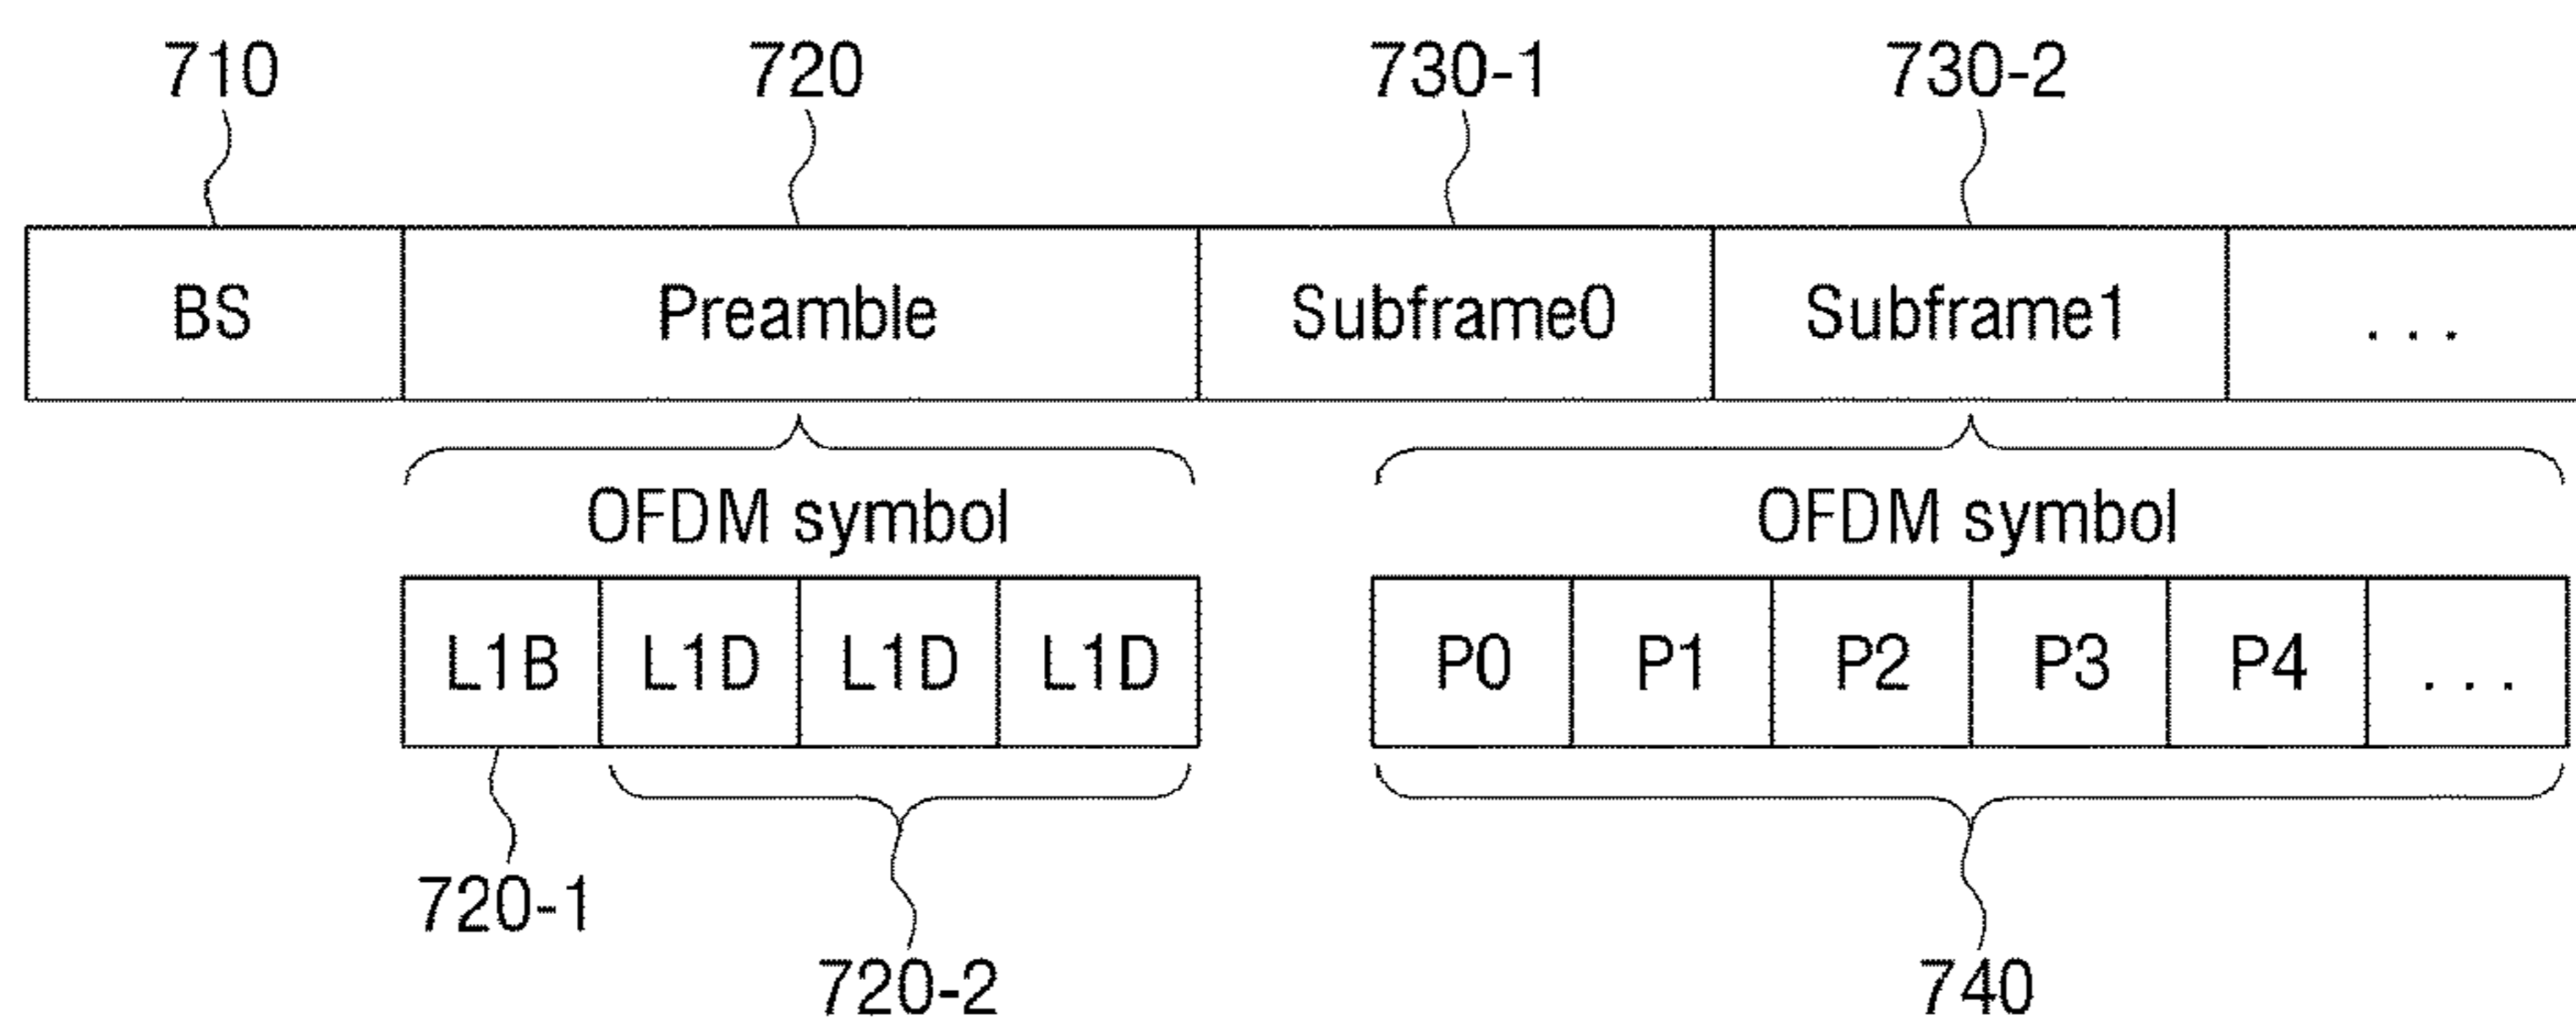 710 720 730-1 730-2
BS Preamble Subframe0 Subframe1 . . .
OFDM symbol OFDM symbol
L1B L1D L1D L1D P0 P1 P2 P3 P4 . . .
720-1
720-2 740